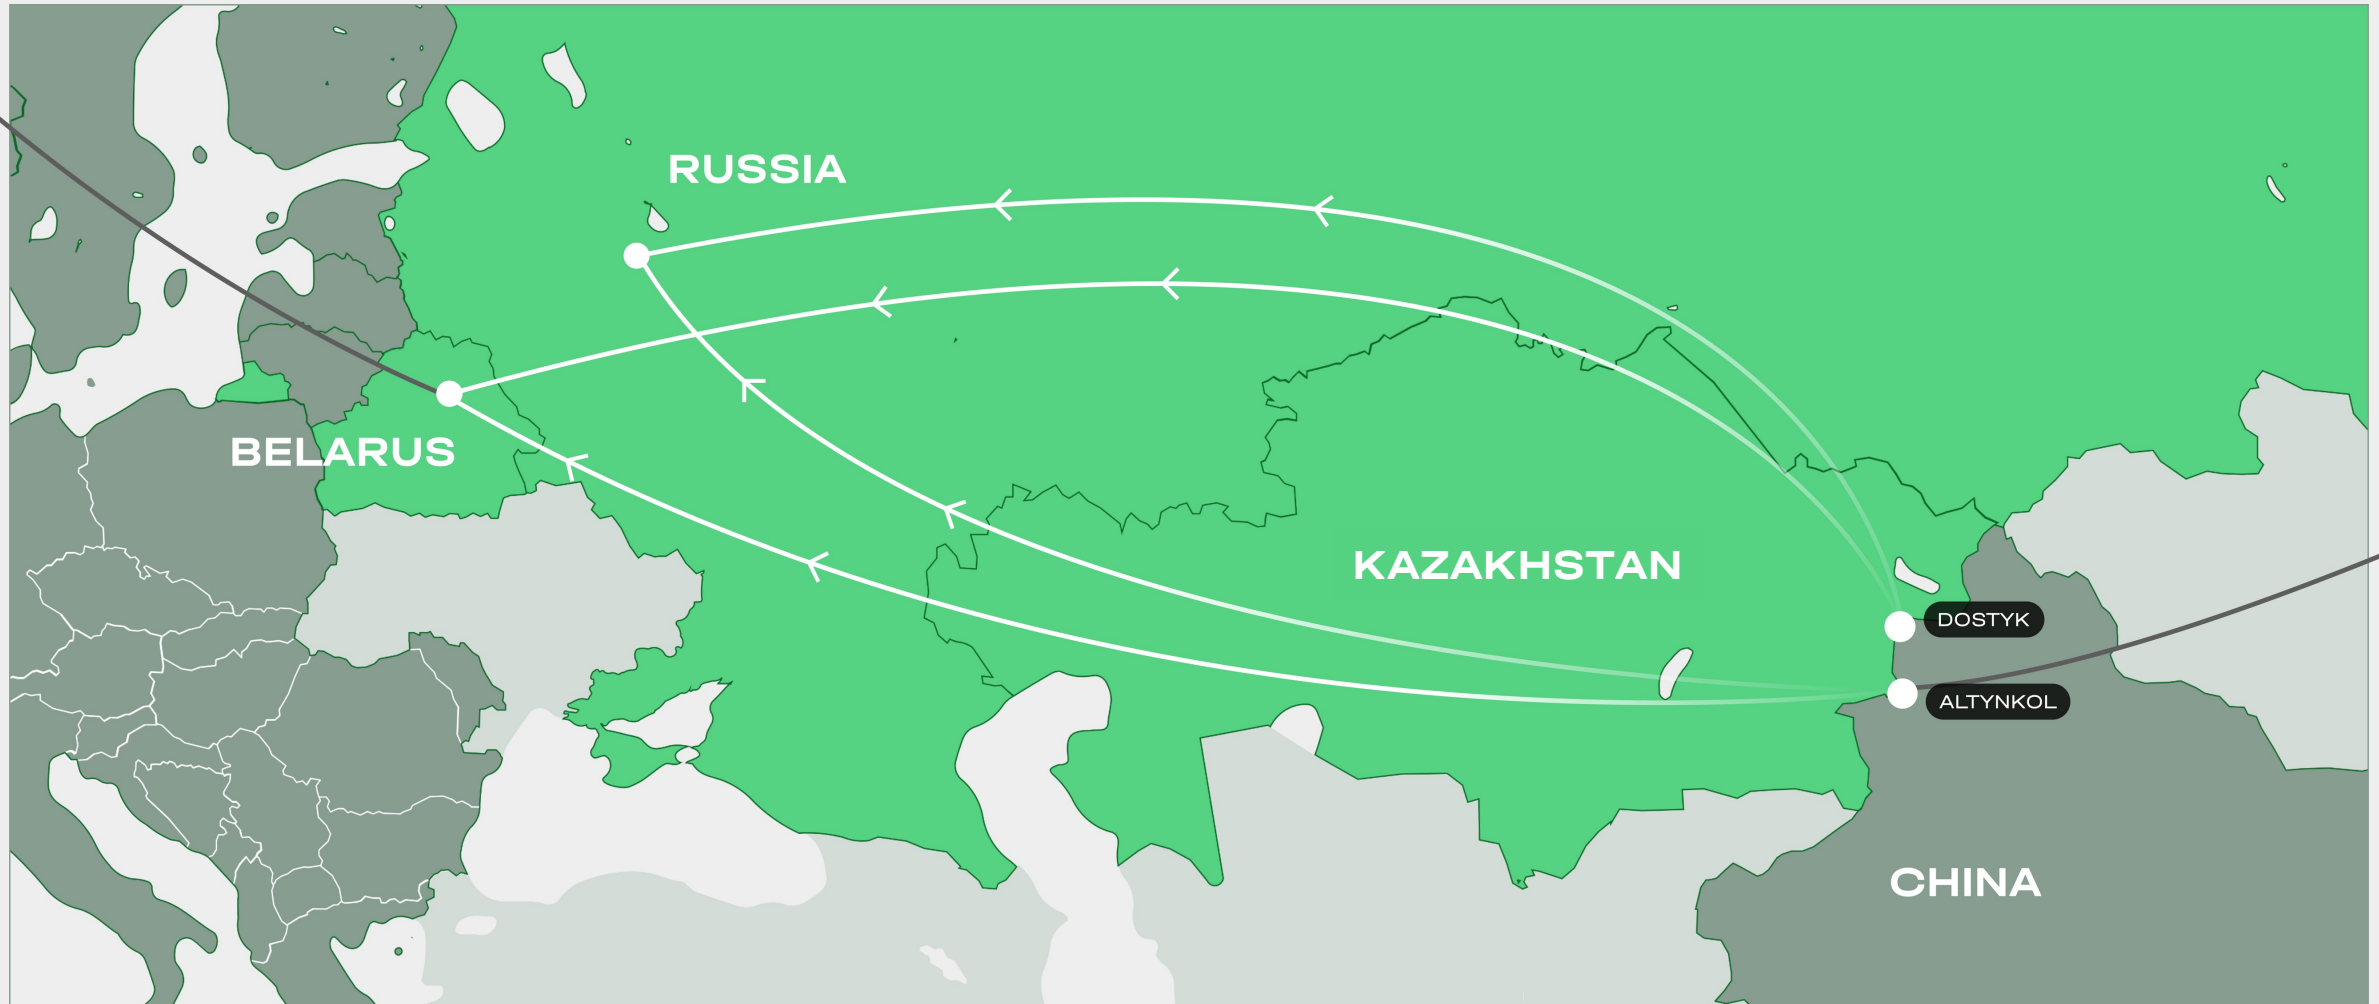 RUSSIA
BELARUS
KAZAKHSTAN
DOSTYK
ALTYNKOL
CHINA